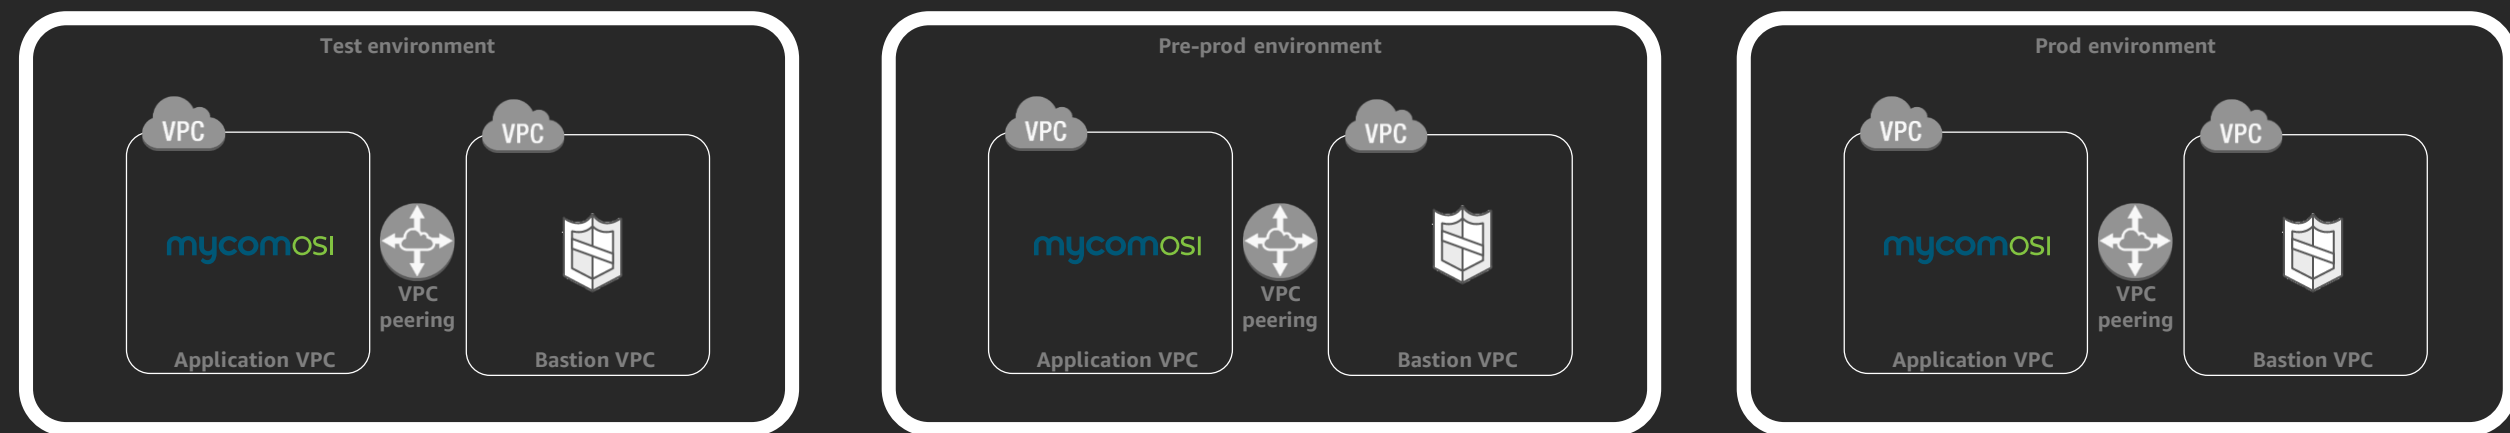 Test environment
VPC
VPC
mycomosi
VPC
peering
Application VPC
Bastion VPC
Pre-prod environment
VPC
VPC
mycomosi
VPC
peering
Application VPC
Bastion VPC
Prod environment
VPC
VPC
mycomosi
VPC
peering
Application VPC
Bastion VPC